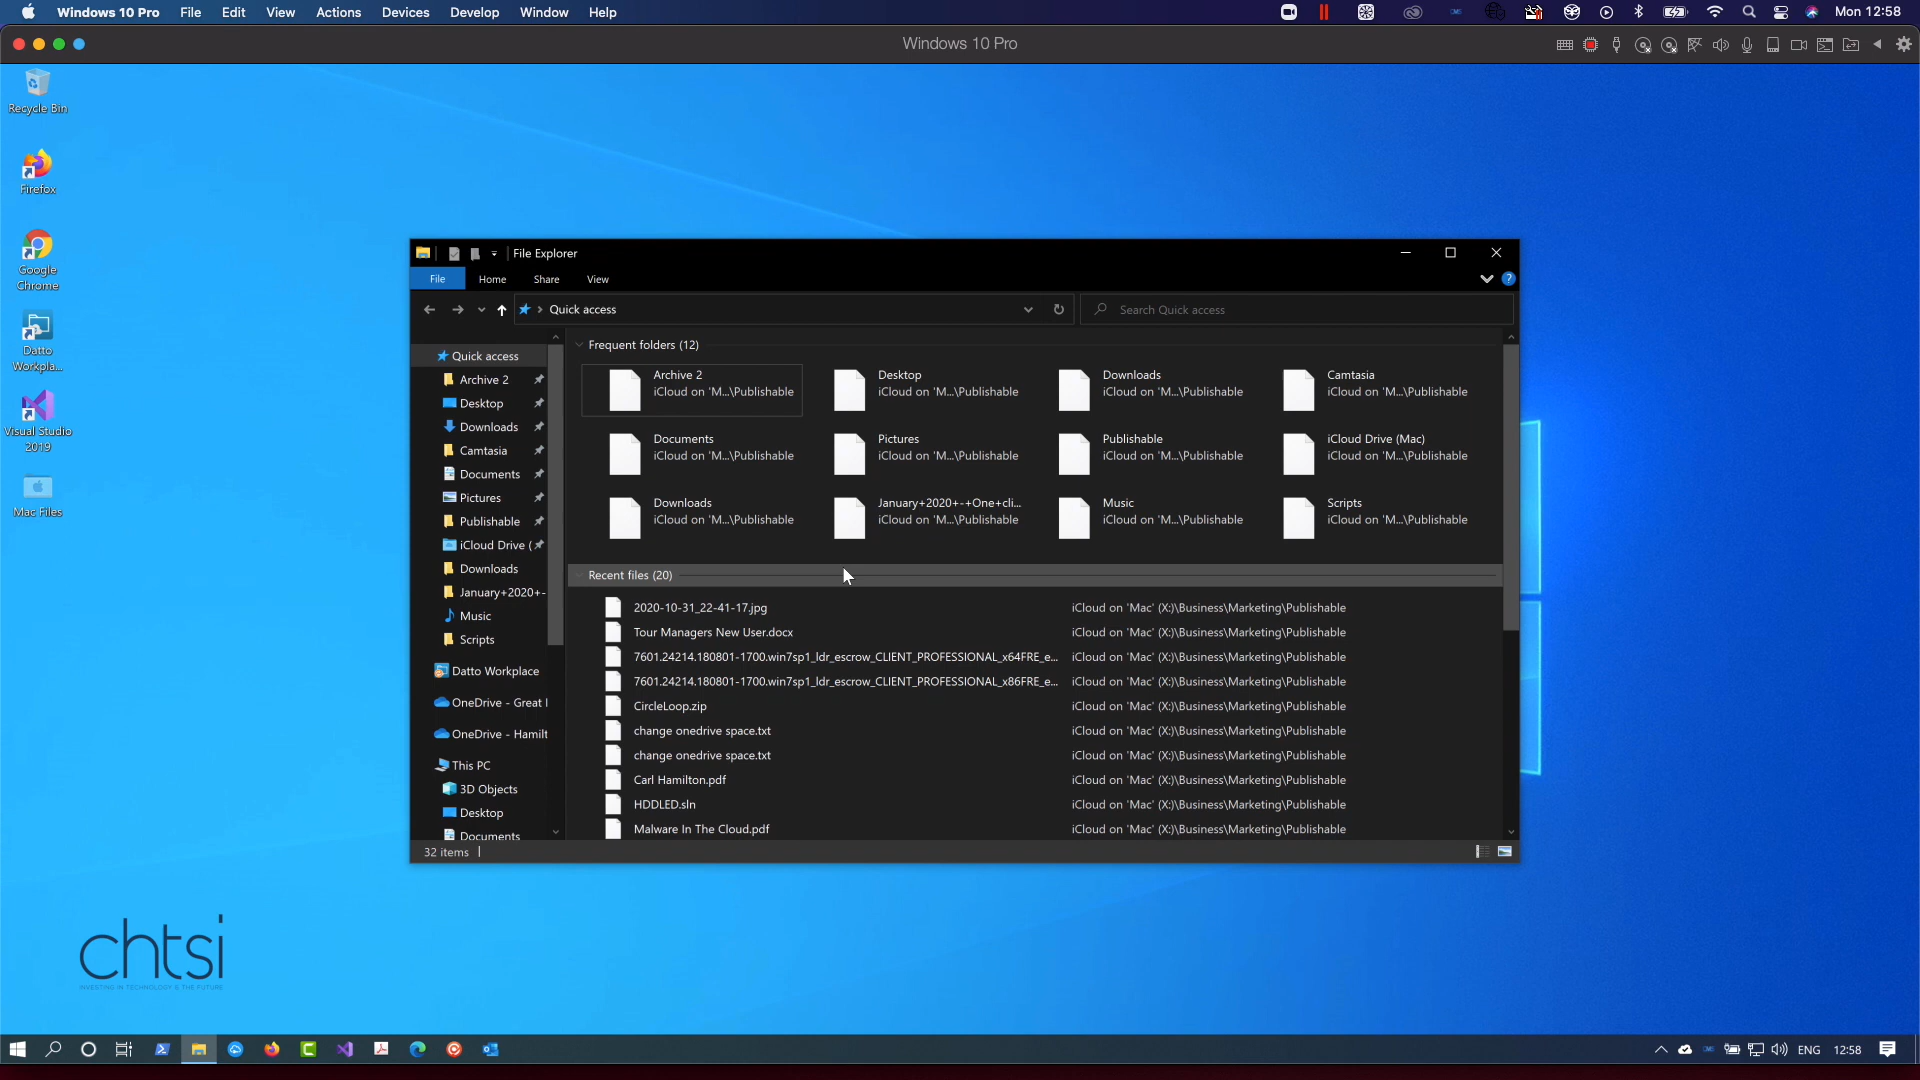 Windows 10 Pro File Edit View Actions Devices Develop Window Help Mon 12:58
Windows 10 Pro
Recycle Bin
Firefox
Google
Chrome
Datto
Workpla...
Visual Studio
2019
Mac Files
File Explorer
File Home Share View
Quick access
Search Quick access
Quick access
Archive 2
Desktop
Downloads
Camtasia
Documents
Pictures
Publishable
iCloud Drive (
Downloads
January+2020+-
Music
Scripts
Datto Workplace
OneDrive - Great
OneDrive - Hamilt
This PC
3D Objects
Desktop
Documents
Frequent folders (12)
Archive 2
iCloud on 'M...\Publishable
Desktop
iCloud on 'M...\Publishable
Downloads
iCloud on 'M...\Publishable
Camtasia
iCloud on 'M...\Publishable
Documents
iCloud on 'M...\Publishable
Pictures
iCloud on 'M...\Publishable
Publishable
iCloud on 'M...\Publishable
iCloud Drive (Mac)
iCloud on 'M...\Publishable
Downloads
iCloud on 'M...\Publishable
January+2020+-+One+cli...
iCloud on 'M...\Publishable
Music
iCloud on 'M...\Publishable
Scripts
iCloud on 'M...\Publishable
Recent files (20)
2020-10-31_22-41-17.jpg iCloud on 'Mac' (X:)\Business\Marketing\Publishable
Tour Managers New User.docx iCloud on 'Mac' (X:)\Business\Marketing\Publishable
7601.24214.180801-1700.win7sp1_ldr_escrow_CLIENT_PROFESSIONAL_x64FRE_e... iCloud on 'Mac' (X:)\Business\Marketing\Publishable
7601.24214.180801-1700.win7sp1_ldr_escrow_CLIENT_PROFESSIONAL_x86FRE_e... iCloud on 'Mac' (X:)\Business\Marketing\Publishable
CircleLoop.zip iCloud on 'Mac' (X:)\Business\Marketing\Publishable
change onedrive space.txt iCloud on 'Mac' (X:)\Business\Marketing\Publishable
change onedrive space.txt iCloud on 'Mac' (X:)\Business\Marketing\Publishable
Carl Hamilton.pdf iCloud on 'Mac' (X:)\Business\Marketing\Publishable
HDDLED.sln iCloud on 'Mac' (X:)\Business\Marketing\Publishable
Malware In The Cloud.pdf iCloud on 'Mac' (X:)\Business\Marketing\Publishable
32 items
chtsi
INVESTING IN TECHNOLOGY & THE FUTURE
ENG 12:58